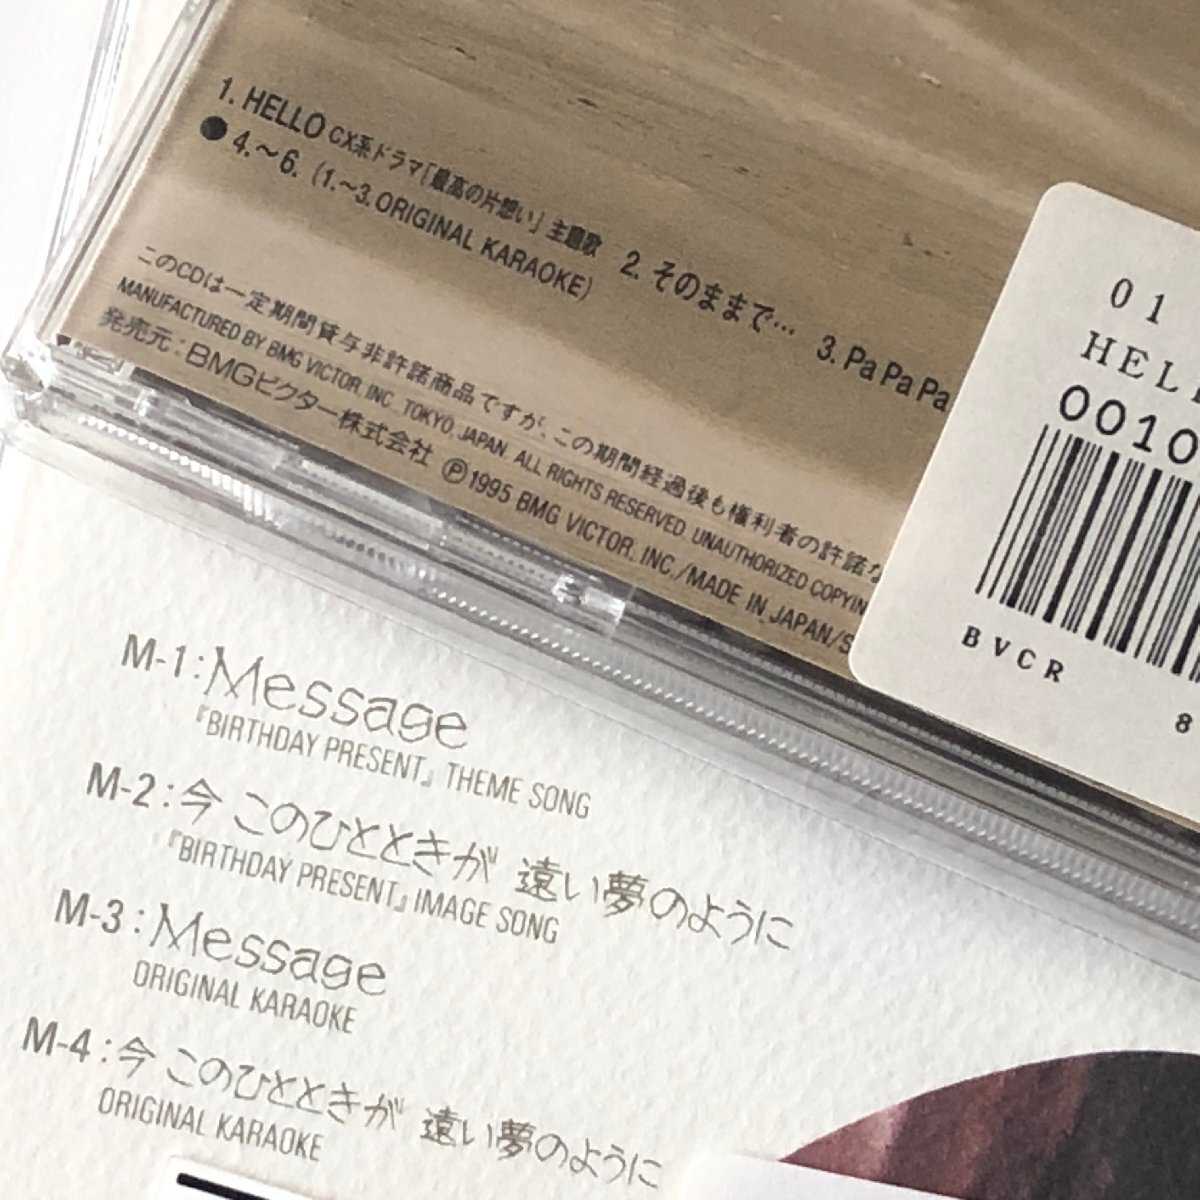 1. HELLO CX系ドラマ「最高の片想い」主題歌 2. そのままで… 3. Pa Pa Pa
●4.～6. (1.～3. ORIGINAL KARAOKE)
このCDは一定期間貸与非許諾商品ですが、この期間経過後も権利者の許諾な
MANUFACTURED BY BMG VICTOR, INC., TOKYO, JAPAN. ALL RIGHTS RESERVED. UNAUTHORIZED COPYIN
発売元:BMGビクター株式会社 Ⓟ1995 BMG VICTOR, INC./MADE IN JAPAN/S
01
HELL
0010
BVCR
8
M-1:Message
『BIRTHDAY PRESENT』THEME SONG
M-2:今 このひとときが 遠い夢のように
『BIRTHDAY PRESENT』IMAGE SONG
M-3:Message
ORIGINAL KARAOKE
M-4:今 このひとときが 遠い夢のように
ORIGINAL KARAOKE